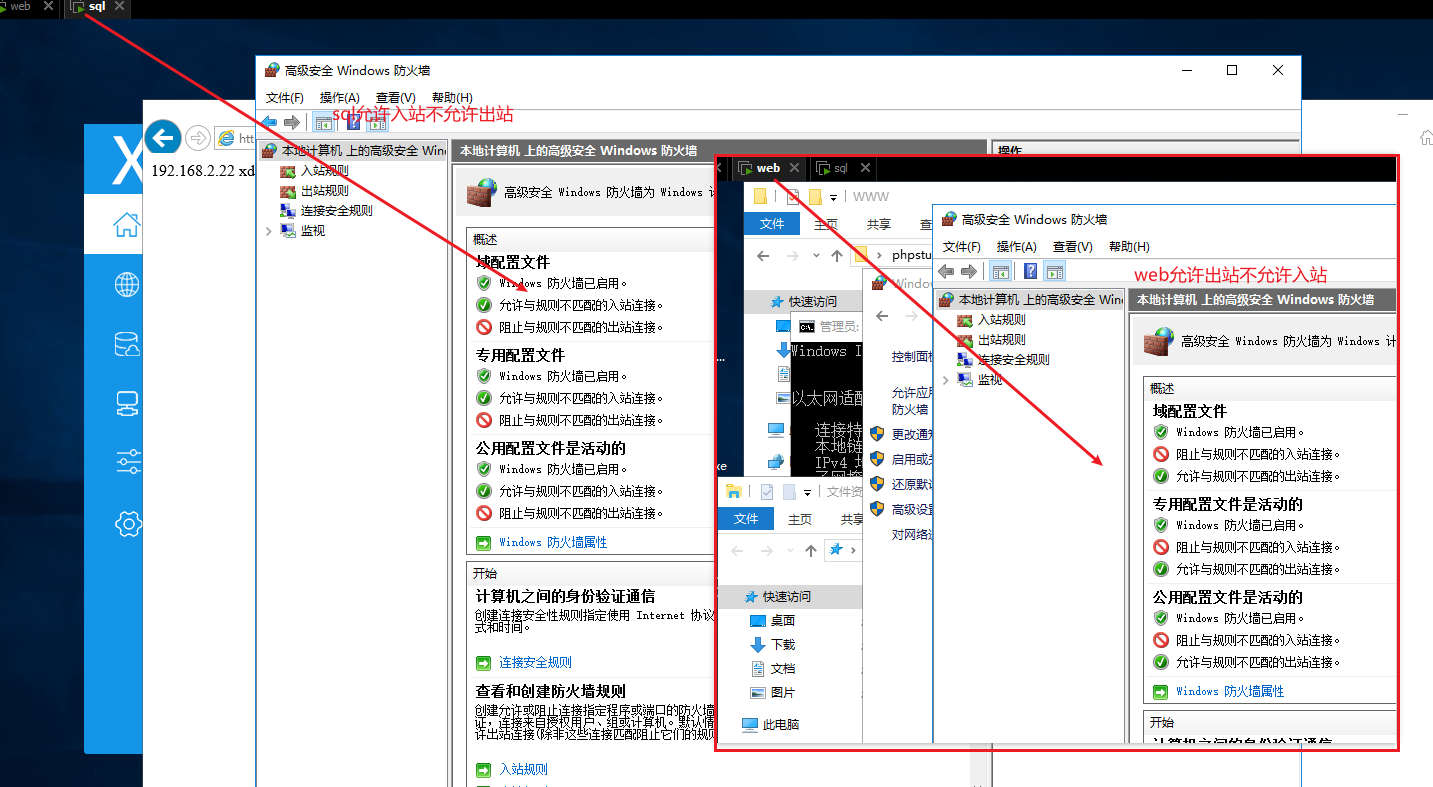 web
sql
高级安全 Windows 防火墙
文件(F) 操作(A) 查看(V) 帮助(H)
sql允许入站不允许出站
htt
192.168.2.22 xd
本地计算机 上的高级安全 Win
入站规则
出站规则
连接安全规则
监视
本地计算机 上的高级安全 Windows 防火墙
操作
高级安全 Windows 防火墙为 Windows 计
概述
域配置文件
Windows 防火墙已启用。
允许与规则不匹配的入站连接。
阻止与规则不匹配的出站连接。
专用配置文件
Windows 防火墙已启用。
允许与规则不匹配的入站连接。
阻止与规则不匹配的出站连接。
公用配置文件是活动的
Windows 防火墙已启用。
允许与规则不匹配的入站连接。
阻止与规则不匹配的出站连接。
Windows 防火墙属性
开始
计算机之间的身份验证通信
创建连接安全性规则指定使用 Internet 协议
式和时间。
连接安全规则
查看和创建防火墙规则
创建允许或阻止连接指定程序或端口的防火墙
证，连接来自授权用户、组或计算机。默认情
许出站连接(除非这些连接匹配阻止它们的规则
入站规则
web
sql
WWW
文件 主页 共享 查
phpstu
快速访问
管理员:
Windows I
以太网适配
连接特
本地链
IPv4 地
xe
Windov
控制面板
允许应用
防火墙
更改通知
启用或关
还原默认
高级设置
对网络进
文件资
文件 主页 共享
快速访问
桌面
下载
文档
图片
此电脑
高级安全 Windows 防火墙
文件(F) 操作(A) 查看(V) 帮助(H)
web允许出站不允许入站
本地计算机 上的高级安全 Win
入站规则
出站规则
连接安全规则
监视
本地计算机 上的高级安全 Windows 防火墙
高级安全 Windows 防火墙为 Windows 计
概述
域配置文件
Windows 防火墙已启用。
阻止与规则不匹配的入站连接。
允许与规则不匹配的出站连接。
专用配置文件是活动的
Windows 防火墙已启用。
阻止与规则不匹配的入站连接。
允许与规则不匹配的出站连接。
公用配置文件是活动的
Windows 防火墙已启用。
阻止与规则不匹配的入站连接。
允许与规则不匹配的出站连接。
Windows 防火墙属性
开始
计算机之间的身份验证通信